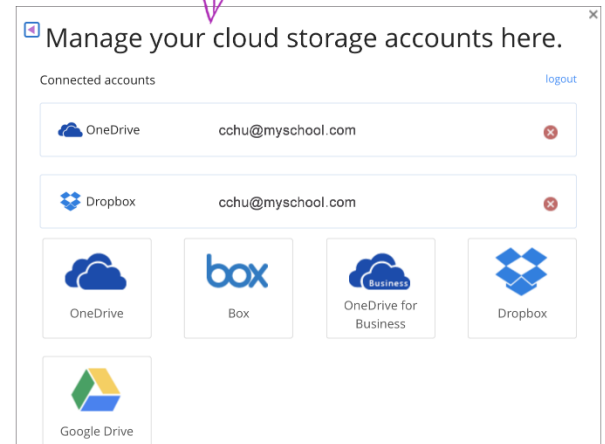 Manage your cloud storage accounts here.
Connected accounts
logout
OneDrive cchu@myschool.com
Dropbox cchu@myschool.com
OneDrive
box
Box
Business
OneDrive for
Business
Dropbox
Google Drive